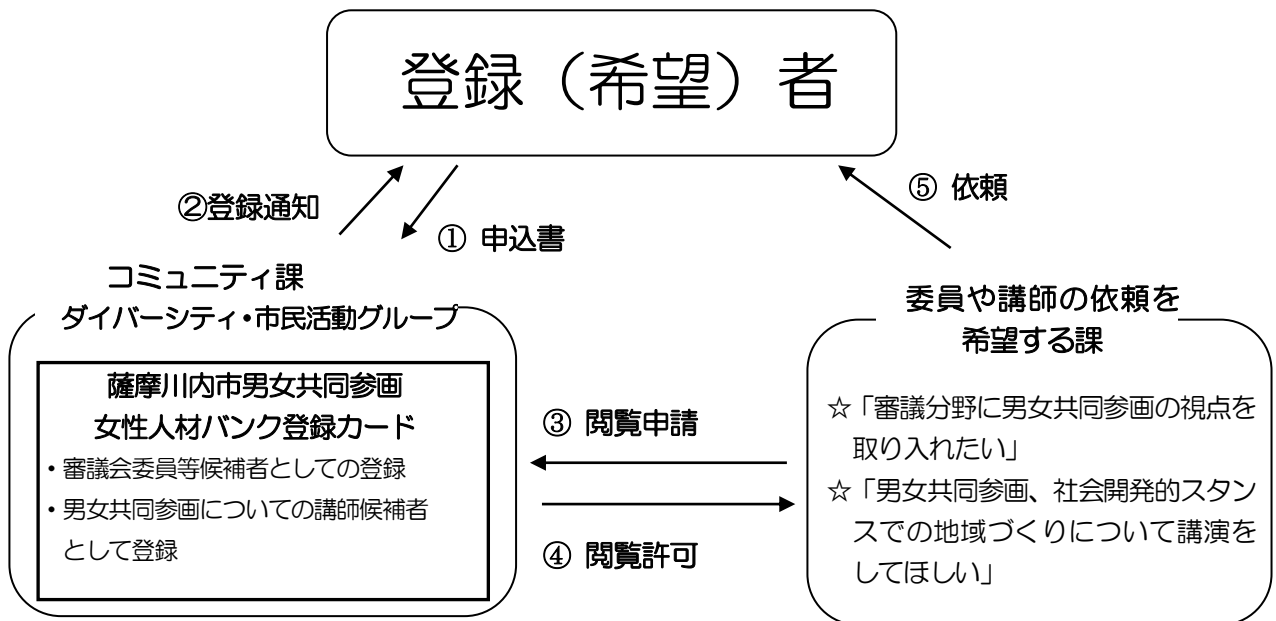 登録（希望）者
②登録通知
① 申込書
⑤ 依頼
コミュニティ課
ダイバーシティ・市民活動グループ
薩摩川内市男女共同参画
女性人材バンク登録カード
・審議会委員等候補者としての登録
・男女共同参画についての講師候補者
として登録
③ 閲覧申請
④ 閲覧許可
委員や講師の依頼を
希望する課
☆「審議分野に男女共同参画の視点を
取り入れたい」
☆「男女共同参画、社会開発的スタン
スでの地域づくりについて講演を
してほしい」